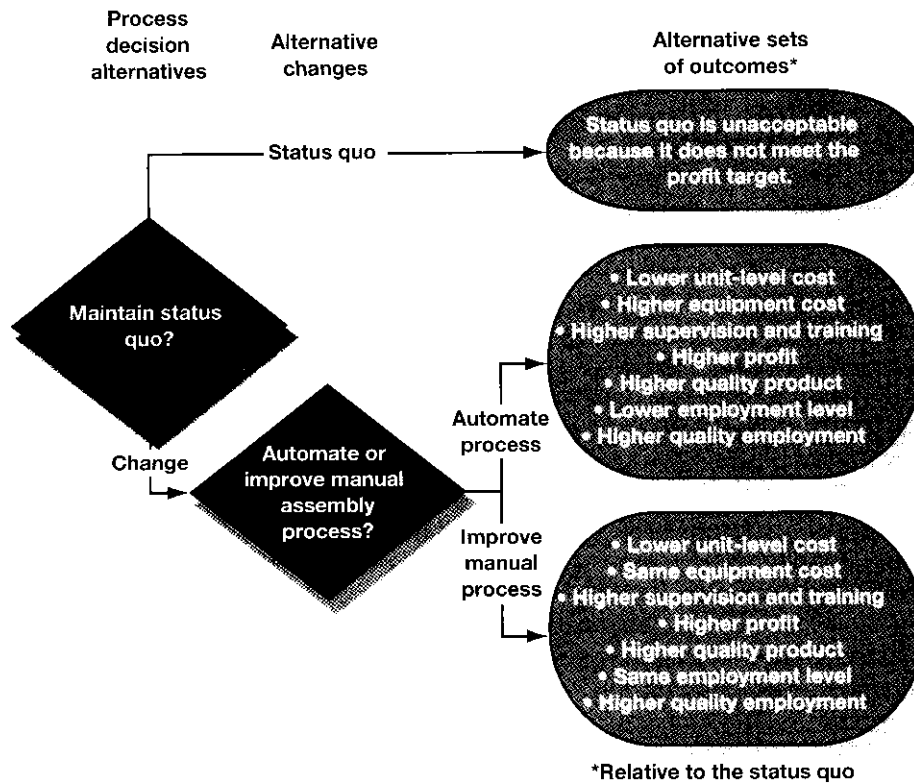 Process
decision
alternatives
Alternative
changes
Alternative sets
of outcomes*
Status quo
Status quo is unacceptable
because it does not meet the
profit target.
Maintain status
quo?
Change
Automate or
improve manual
assembly
process?
Automate
process
• Lower unit-level cost
• Higher equipment cost
• Higher supervision and training
• Higher profit
• Higher quality product
• Lower employment level
• Higher quality employment
Improve
manual
process
• Lower unit-level cost
• Same equipment cost
• Higher supervision and training
• Higher profit
• Higher quality product
• Same employment level
• Higher quality employment
*Relative to the status quo